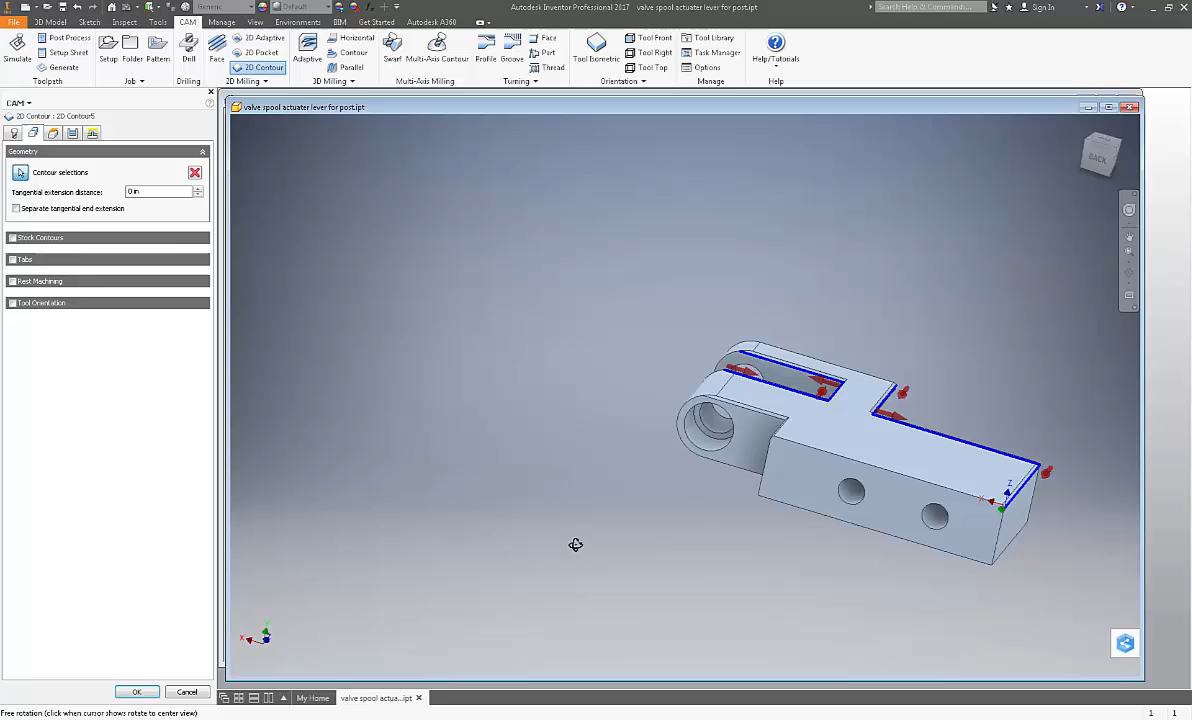 Generic
Default
Autodesk Inventor Professional 2017 valve spool actuater lever for post.ipt
Search Help & Commands...
Sign In
File 3D Model Sketch Inspect Tools CAM Manage View Environments BIM Get Started Autodesk A360
Simulate
Post Process
Setup Sheet
Generate
Toolpath
Setup
Folder
Pattern
Job
Drill
Drilling
Face
2D Adaptive
2D Pocket
2D Contour
2D Milling
Adaptive
Horizontal
Contour
Parallel
3D Milling
Swarf
Multi-Axis Contour
Multi-Axis Milling
Profile
Groove
Face
Part
Thread
Turning
Tool Isometric
Tool Front
Tool Right
Tool Top
Orientation
Tool Library
Task Manager
Options
Manage
Help/Tutorials
Help
CAM
2D Contour : 2D Contour5
Geometry
Contour selections
Tangential extension distance: 0 in
Separate tangential end extension
Stock Contours
Tabs
Rest Machining
Tool Orientation
OK Cancel
valve spool actuater lever for post.ipt
BACK
Z
X
X
My Home
valve spool actua...ipt
Free rotation (click when cursor shows rotate to center view)
1 1